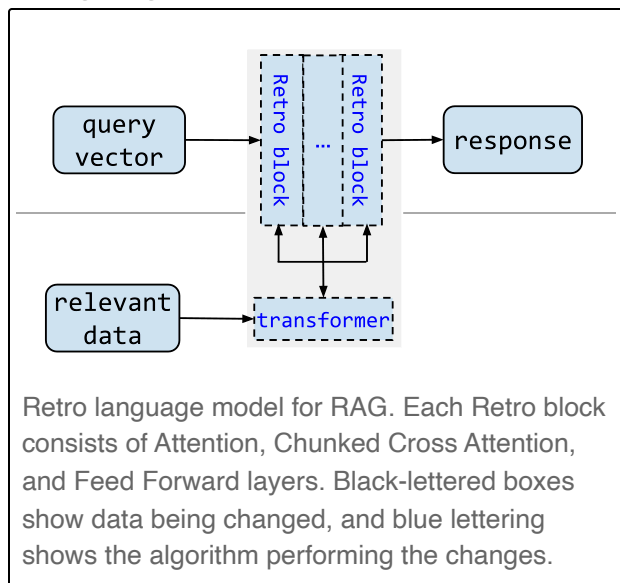 query
vector
Retro block
...
Retro block
response
relevant
data
transformer
Retro language model for RAG. Each Retro block
consists of Attention, Chunked Cross Attention,
and Feed Forward layers. Black-lettered boxes
show data being changed, and blue lettering
shows the algorithm performing the changes.